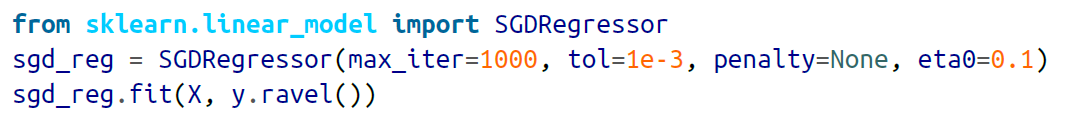 from sklearn.linear_model import SGDRegressor
sgd_reg = SGDRegressor(max_iter=1000, tol=1e-3, penalty=None, eta0=0.1)
sgd_reg.fit(X, y.ravel())